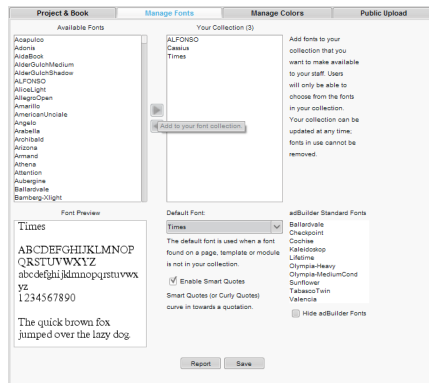 Project & Book
Manage Fonts
Manage Colors
Public Upload
Available Fonts
Acapulco
Adonis
AidaBook
AlderGulchMedium
AlderGulchShadow
ALFONSO
AliceLight
AllegroOpen
Amarillo
AmericanUnciale
Angelo
Arabella
Archibald
Arizona
Armand
Athena
Attention
Aubergine
Ballardvale
Bamberg-Xlight
Your Collection (3)
ALFONSO
Cassius
Times
Add to your font collection.
Add fonts to your
collection that you
want to make available
to your staff. Users
will only be able to
choose from the fonts
in your collection.
Your collection can be
updated at any time;
fonts in use cannot be
removed.
Font Preview
Times
ABCDEFGHIJKLMNOP
QRSTUVWXYZ
abcdefghijklmnopqrstuvwx
yz
1234567890
The quick brown fox
jumped over the lazy dog.
Default Font:
Times
The default font is used when a font
found on a page, template or module
is not in your collection.
Enable Smart Quotes
Smart Quotes (or Curly Quotes)
curve in towards a quotation.
adBuilder Standard Fonts
Ballardvale
Checkpoint
Cochise
Kaleidoskop
Lifetime
Olympia-Heavy
Olympia-MediumCond
Sunflower
TabascoTwin
Valencia
Hide adBuilder Fonts
Report
Save